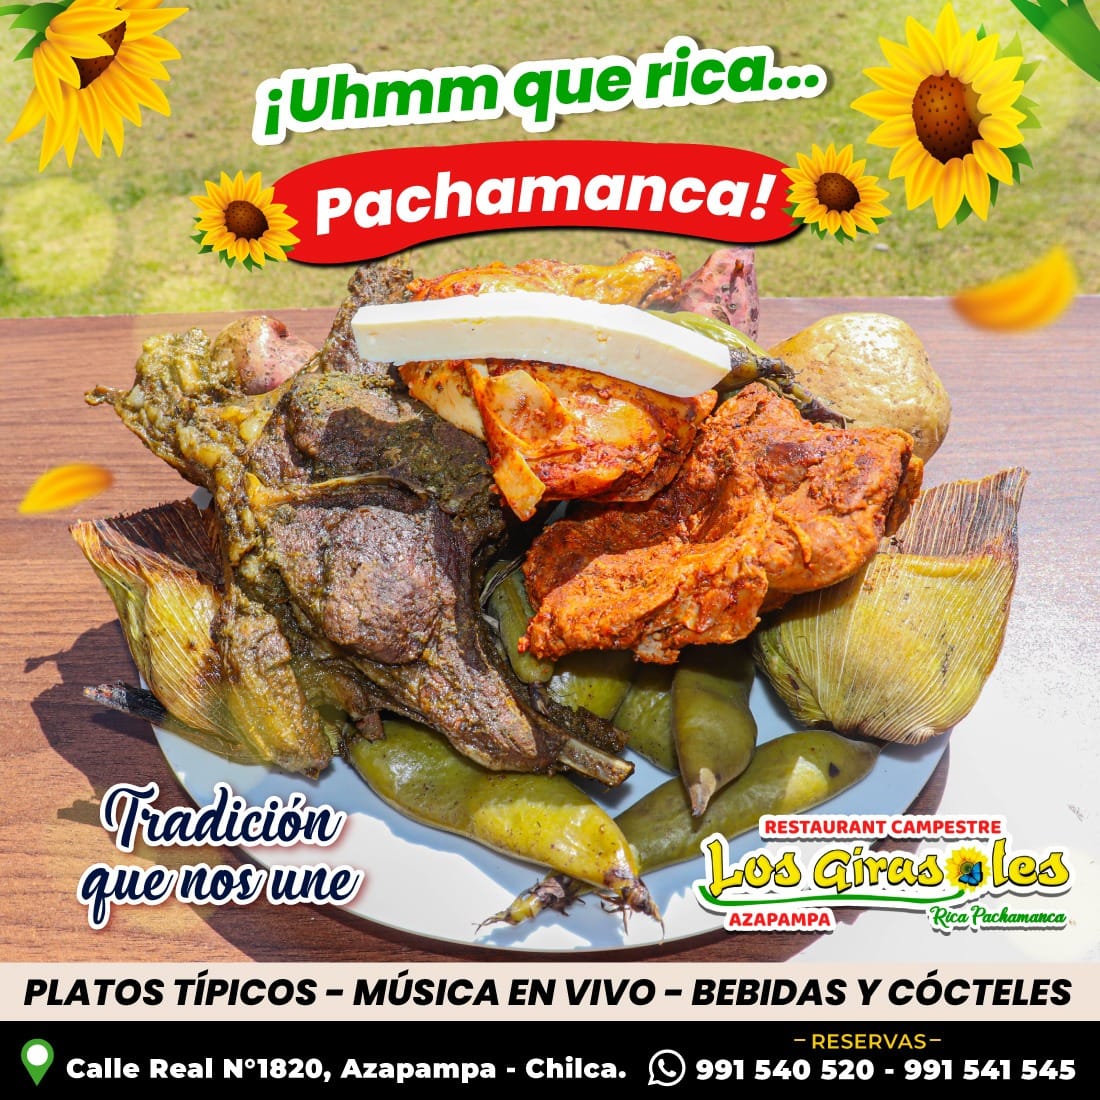 ¡Uhmm que rica...
Pachamanca!
Tradición
que nos une
RESTAURANT CAMPESTRE
Los Girasoles
AZAPAMPA
Rica Pachamanca
PLATOS TÍPICOS - MÚSICA EN VIVO - BEBIDAS Y CÓCTELES
- RESERVAS -
Calle Real N°1820, Azapampa - Chilca.
991 540 520 - 991 541 545